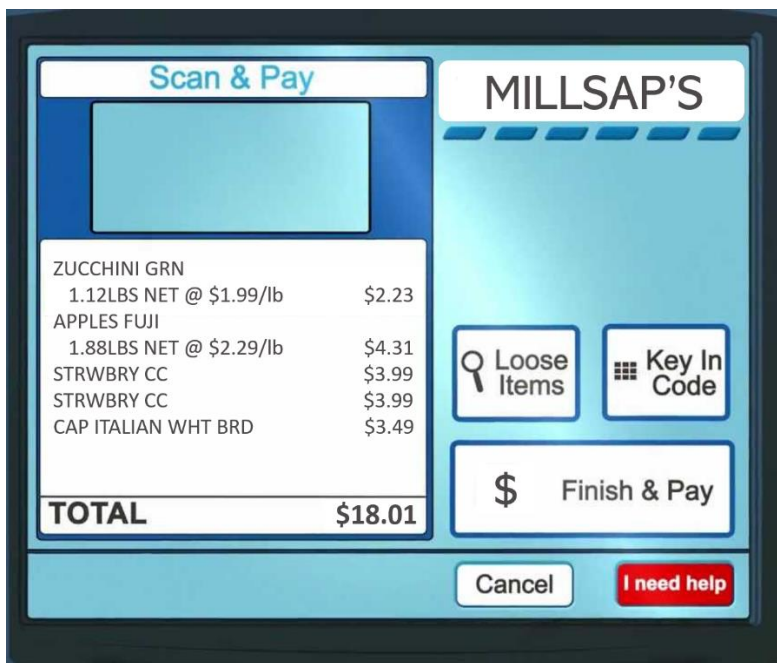 Scan & Pay
MILLSAP’S
ZUCCHINI GRN
1.12LBS NET @ $1.99/lb $2.23
APPLES FUJI
1.88LBS NET @ $2.29/lb $4.31
STRWBRY CC $3.99
STRWBRY CC $3.99
CAP ITALIAN WHT BRD $3.49
TOTAL $18.01
Loose
Items
Key In
Code
$ Finish & Pay
Cancel
I need help